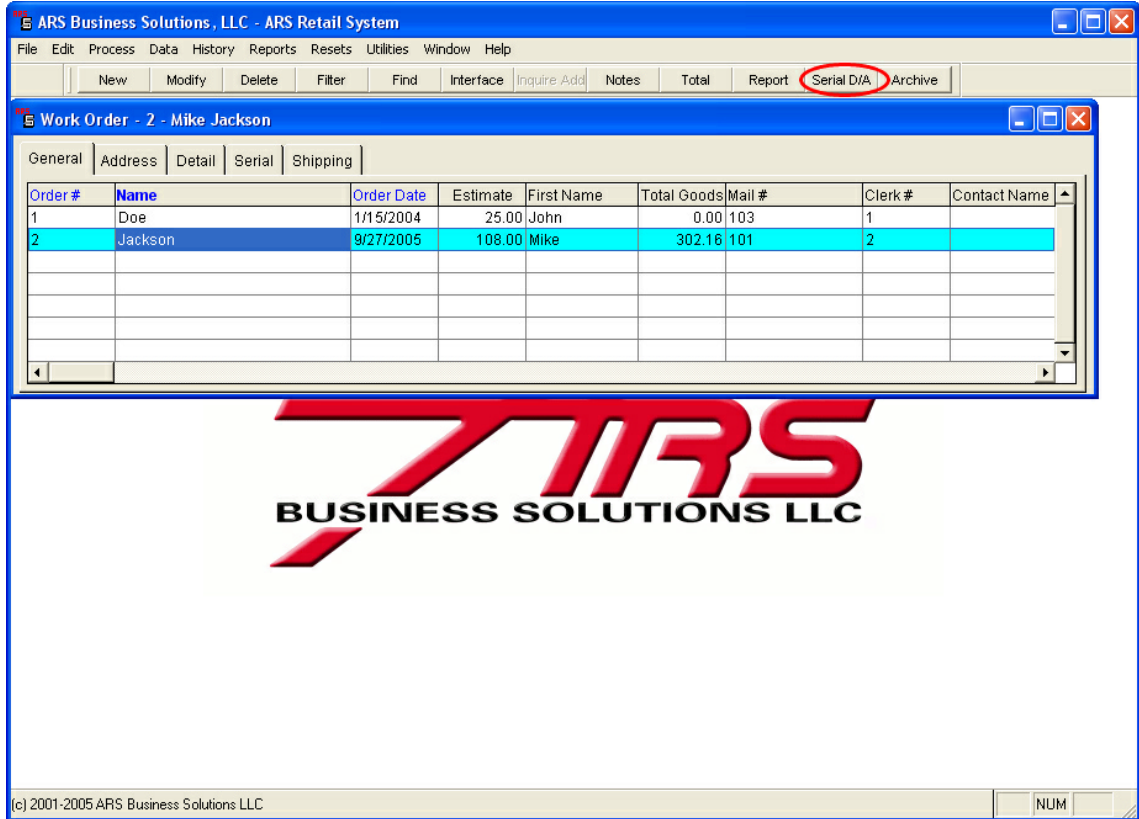 ARS Business Solutions, LLC - ARS Retail System
File Edit Process Data History Reports Resets Utilities Window Help
New Modify Delete Filter Find Interface Inquire Add Notes Total Report Serial D/A Archive
Work Order - 2 - Mike Jackson
General Address Detail Serial Shipping
Order # Name Order Date Estimate First Name Total Goods Mail # Clerk # Contact Name
1 Doe 1/15/2004 25.00 John 0.00 103 1
2 Jackson 9/27/2005 108.00 Mike 302.16 101 2
ARS
BUSINESS SOLUTIONS LLC
(c) 2001-2005 ARS Business Solutions LLC NUM